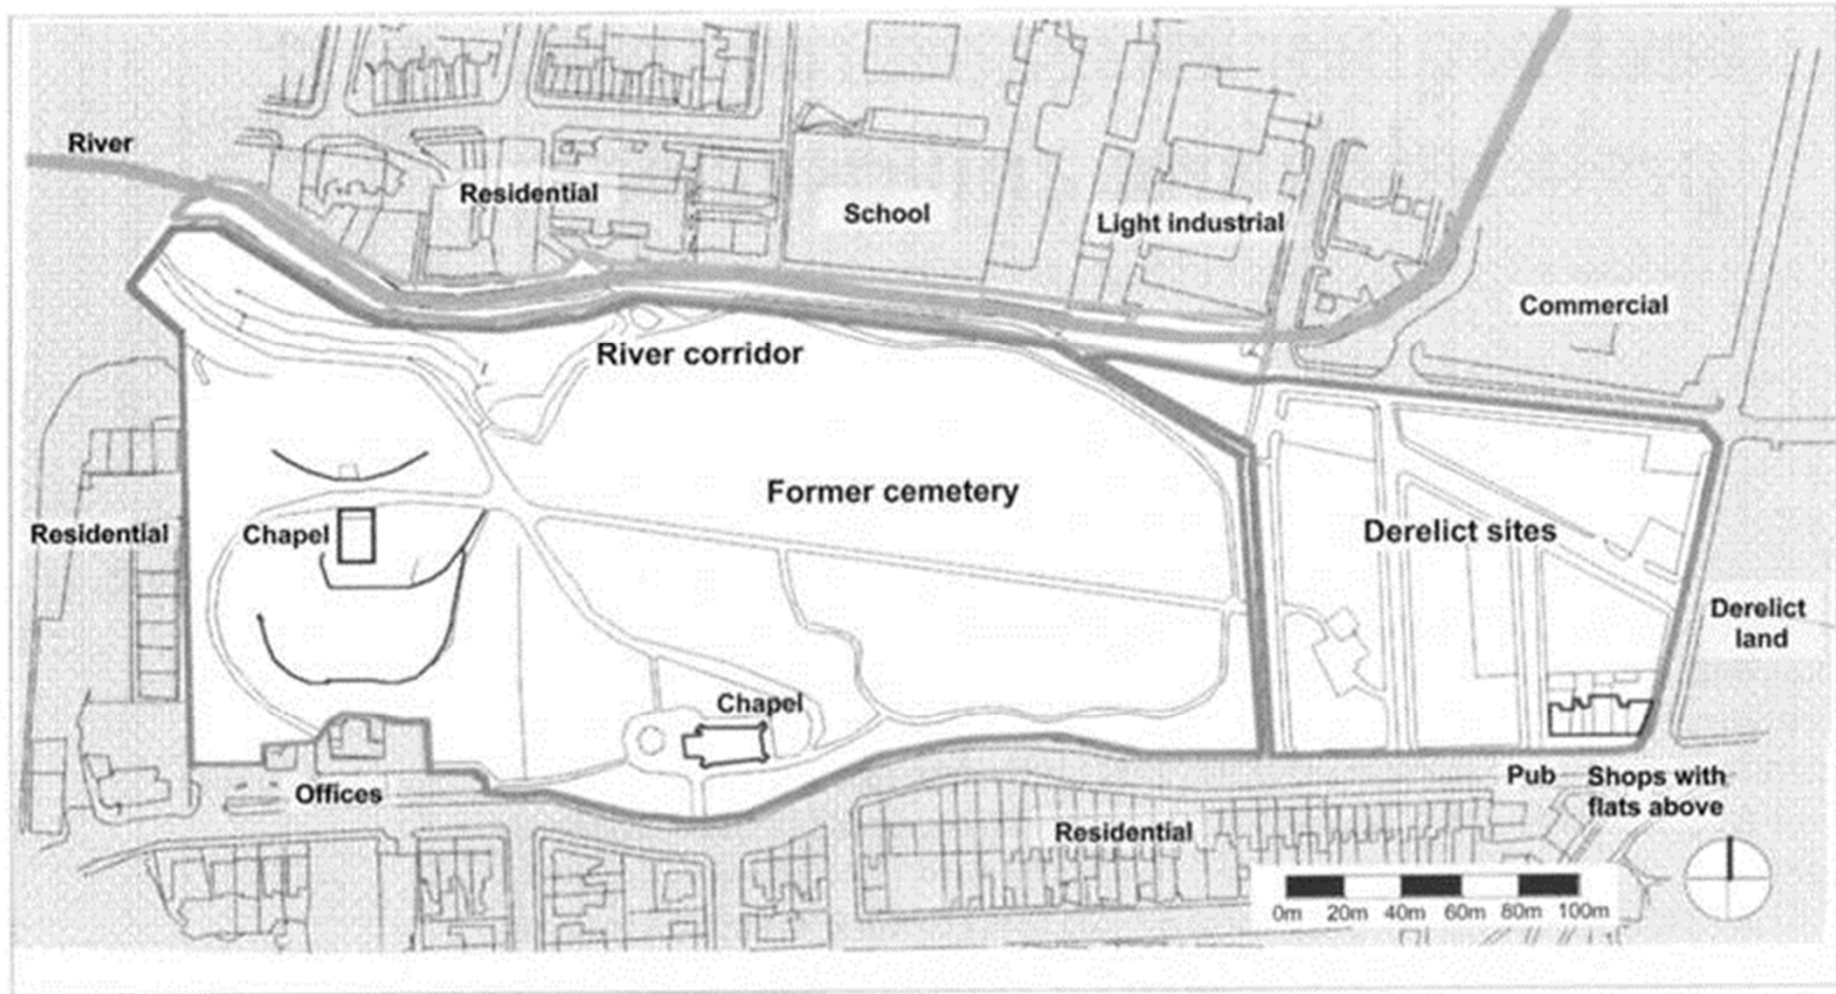 River
Residential
School
Light industrial
Commercial
River corridor
Former cemetery
Residential
Chapel
Derelict sites
Derelict
land
Chapel
Offices
Pub
Shops with
flats above
Residential
0m 20m 40m 60m 80m 100m